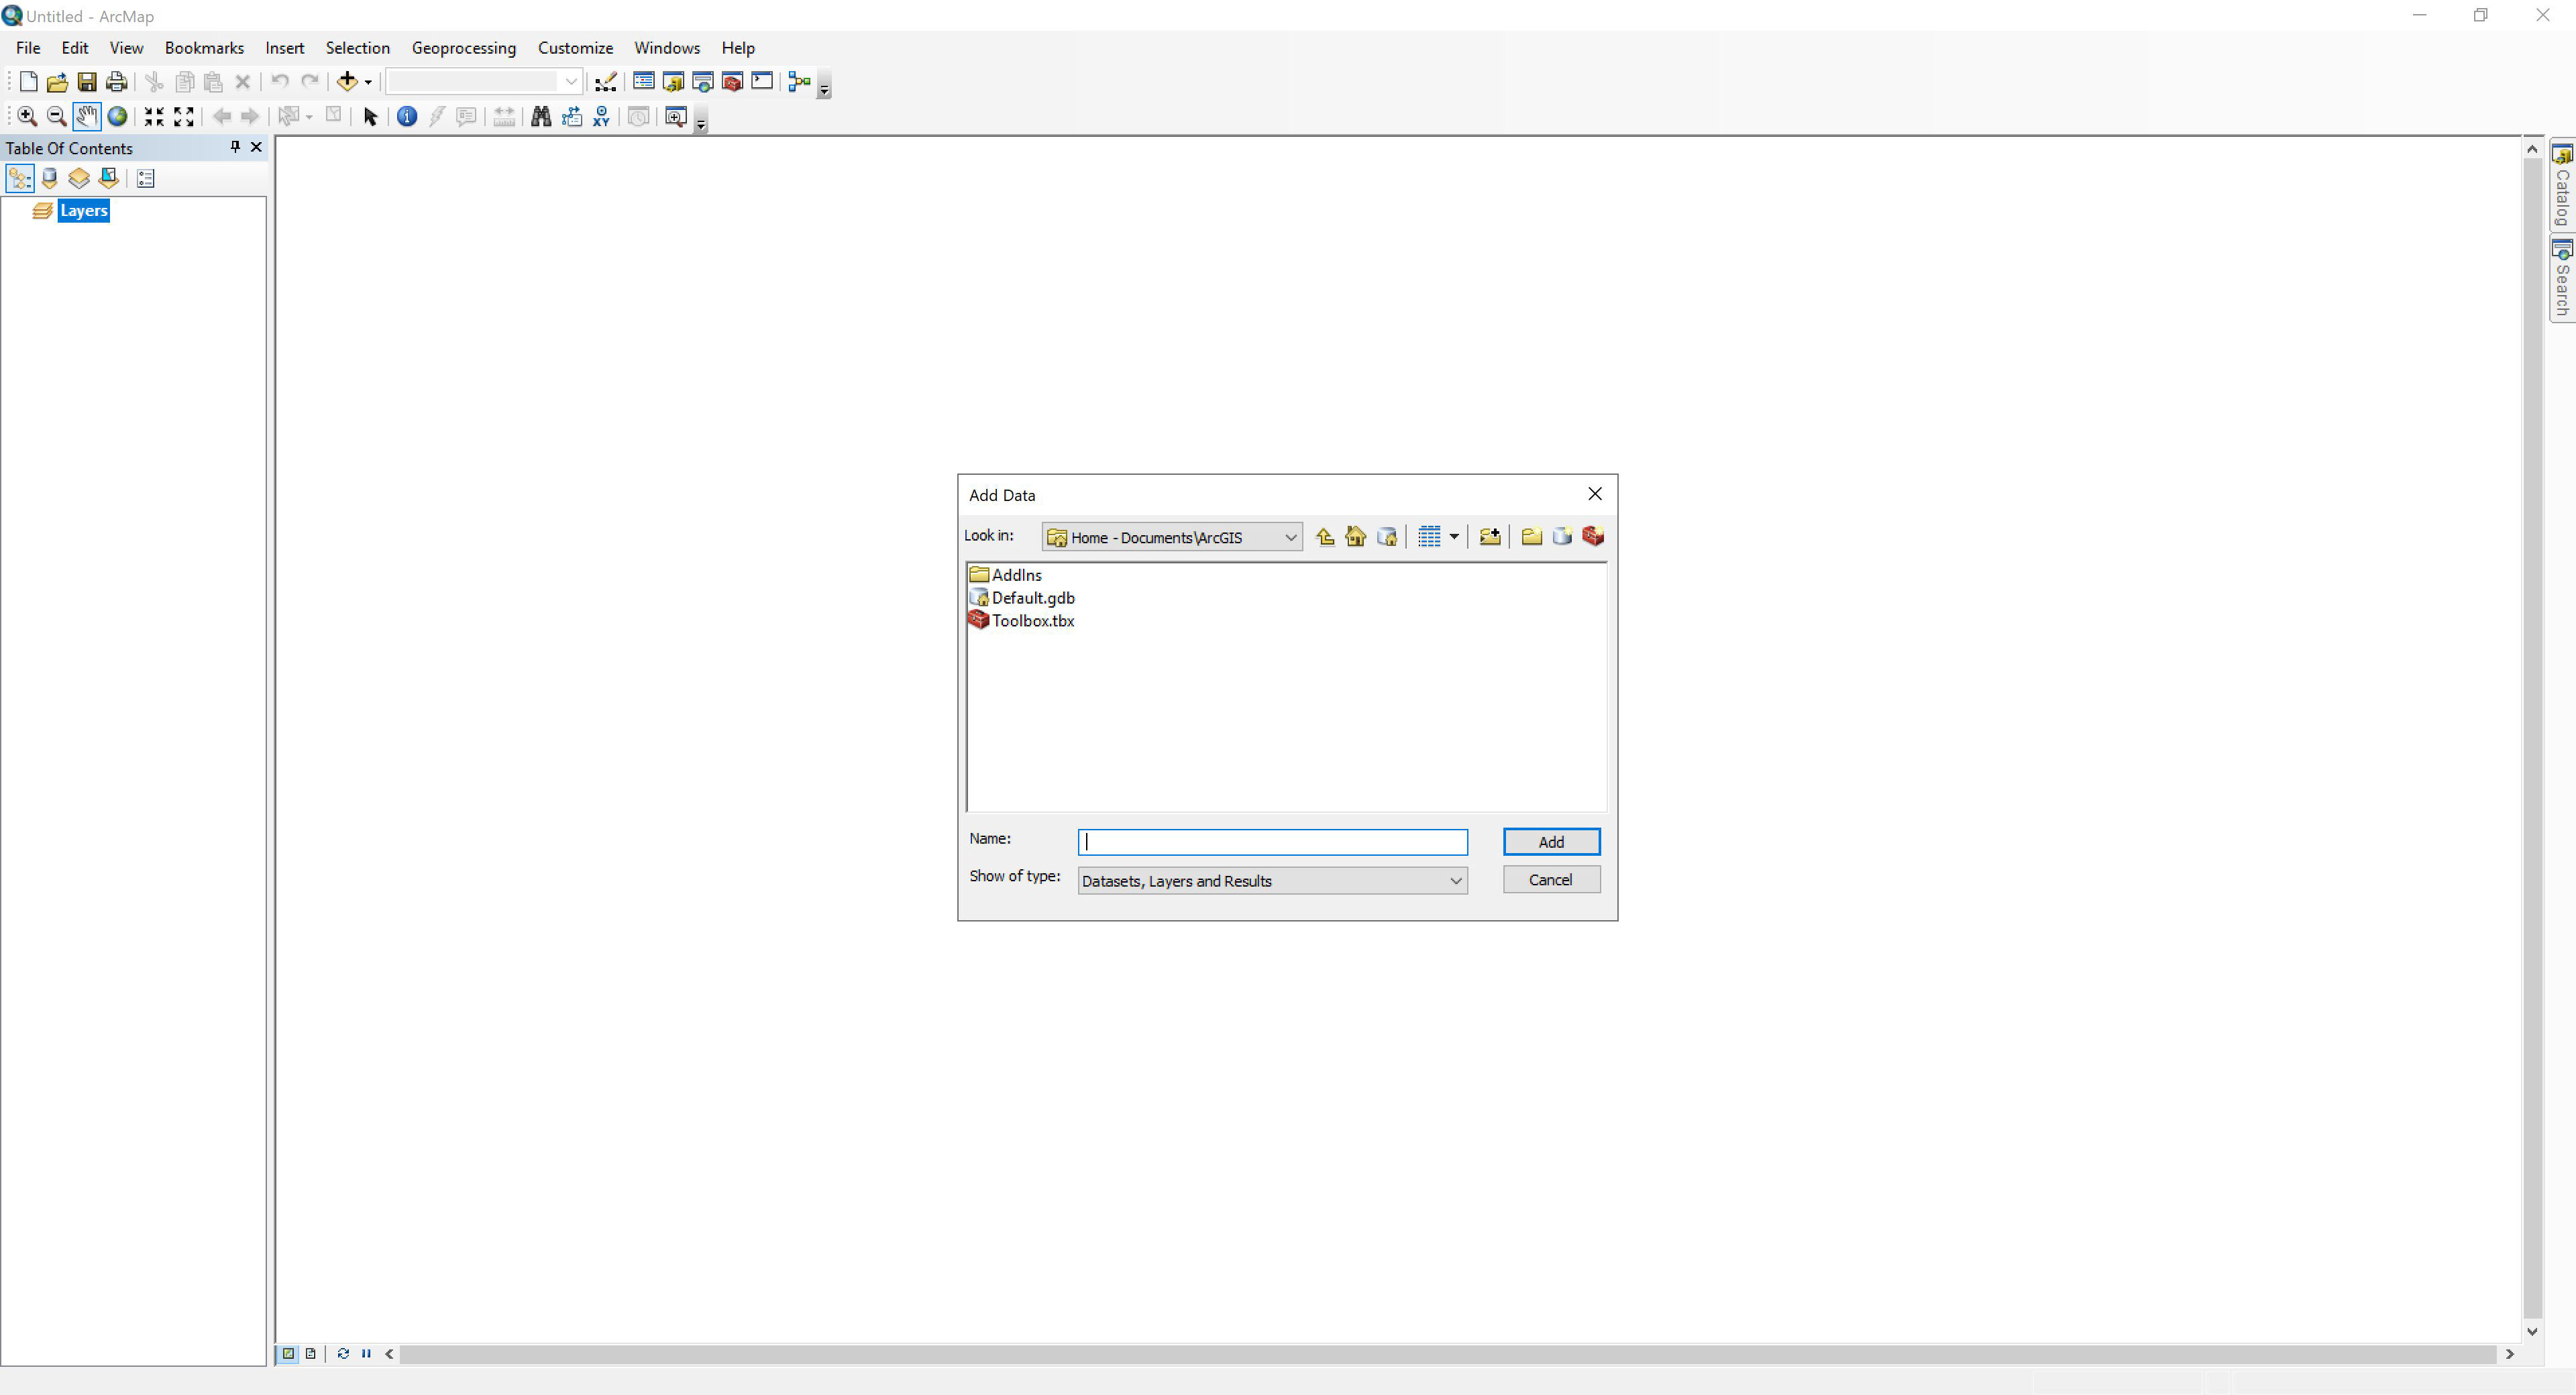 Untitled - ArcMap
File Edit View Bookmarks Insert Selection Geoprocessing Customize Windows Help
XY
Table Of Contents
Layers
Catalog
Search
Add Data
Look in: Home - Documents\ArcGIS
AddIns
Default.gdb
Toolbox.tbx
Name: Add
Show of type: Datasets, Layers and Results Cancel